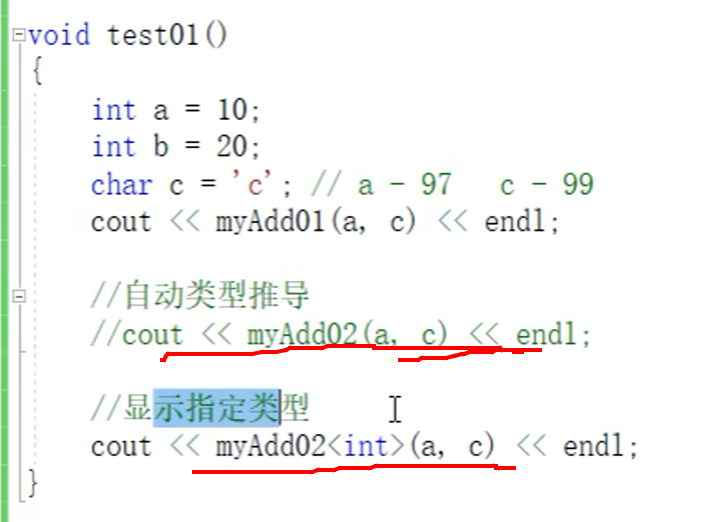 void test01()
{
int a = 10;
int b = 20;
char c = 'c'; // a - 97 c - 99
cout << myAdd01(a, c) << endl;
//自动类型推导
//cout << myAdd02(a, c) << endl;
//显示指定类型
cout << myAdd02<int>(a, c) << endl;
}